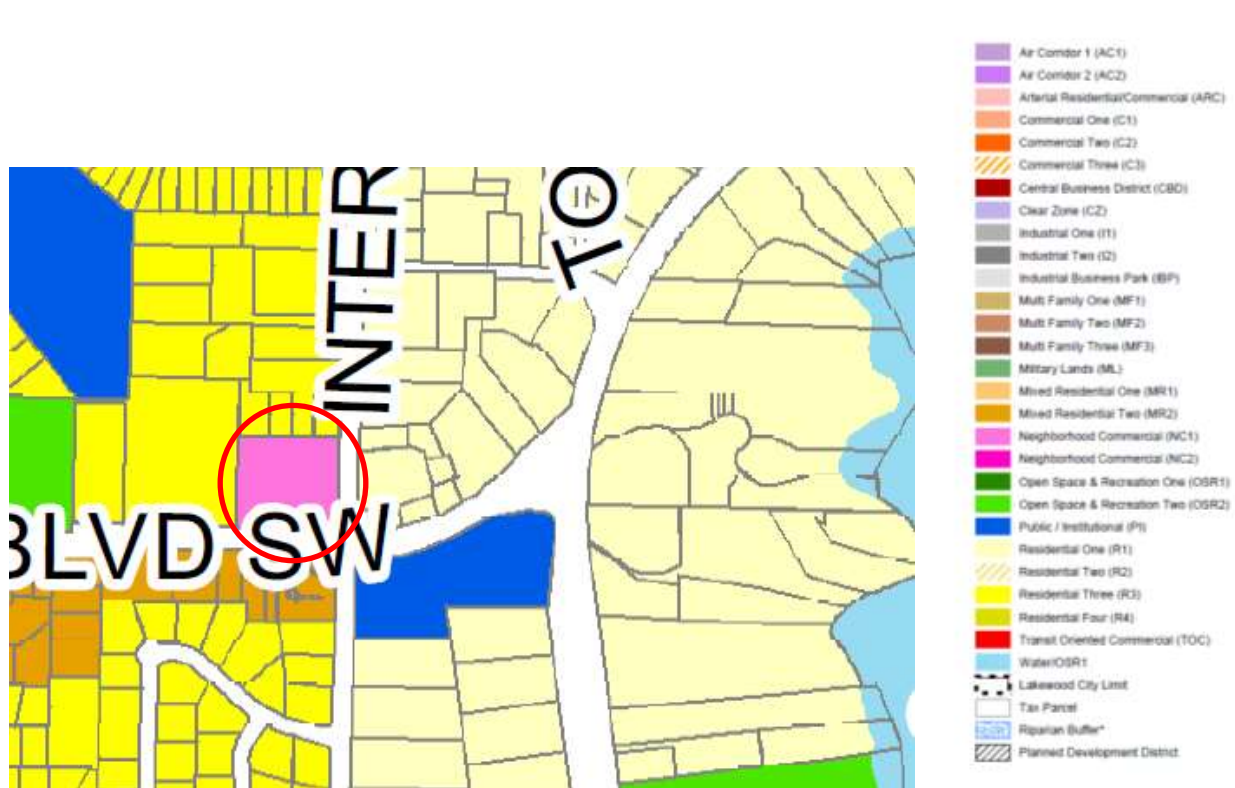 INTER
TO
BLVD SW
Air Corridor 1 (AC1)
Air Corridor 2 (AC2)
Arterial Residential/Commercial (ARC)
Commercial One (C1)
Commercial Two (C2)
Commercial Three (C3)
Central Business District (CBD)
Clear Zone (CZ)
Industrial One (I1)
Industrial Two (I2)
Industrial Business Park (IBP)
Multi Family One (MF1)
Multi Family Two (MF2)
Multi Family Three (MF3)
Military Lands (ML)
Mixed Residential One (MR1)
Mixed Residential Two (MR2)
Neighborhood Commercial (NC1)
Neighborhood Commercial (NC2)
Open Space & Recreation One (OSR1)
Open Space & Recreation Two (OSR2)
Public / Institutional (PI)
Residential One (R1)
Residential Two (R2)
Residential Three (R3)
Residential Four (R4)
Transit Oriented Commercial (TOC)
Water/OSR1
Lakewood City Limit
Tax Parcel
Riparian Buffer*
Planned Development District